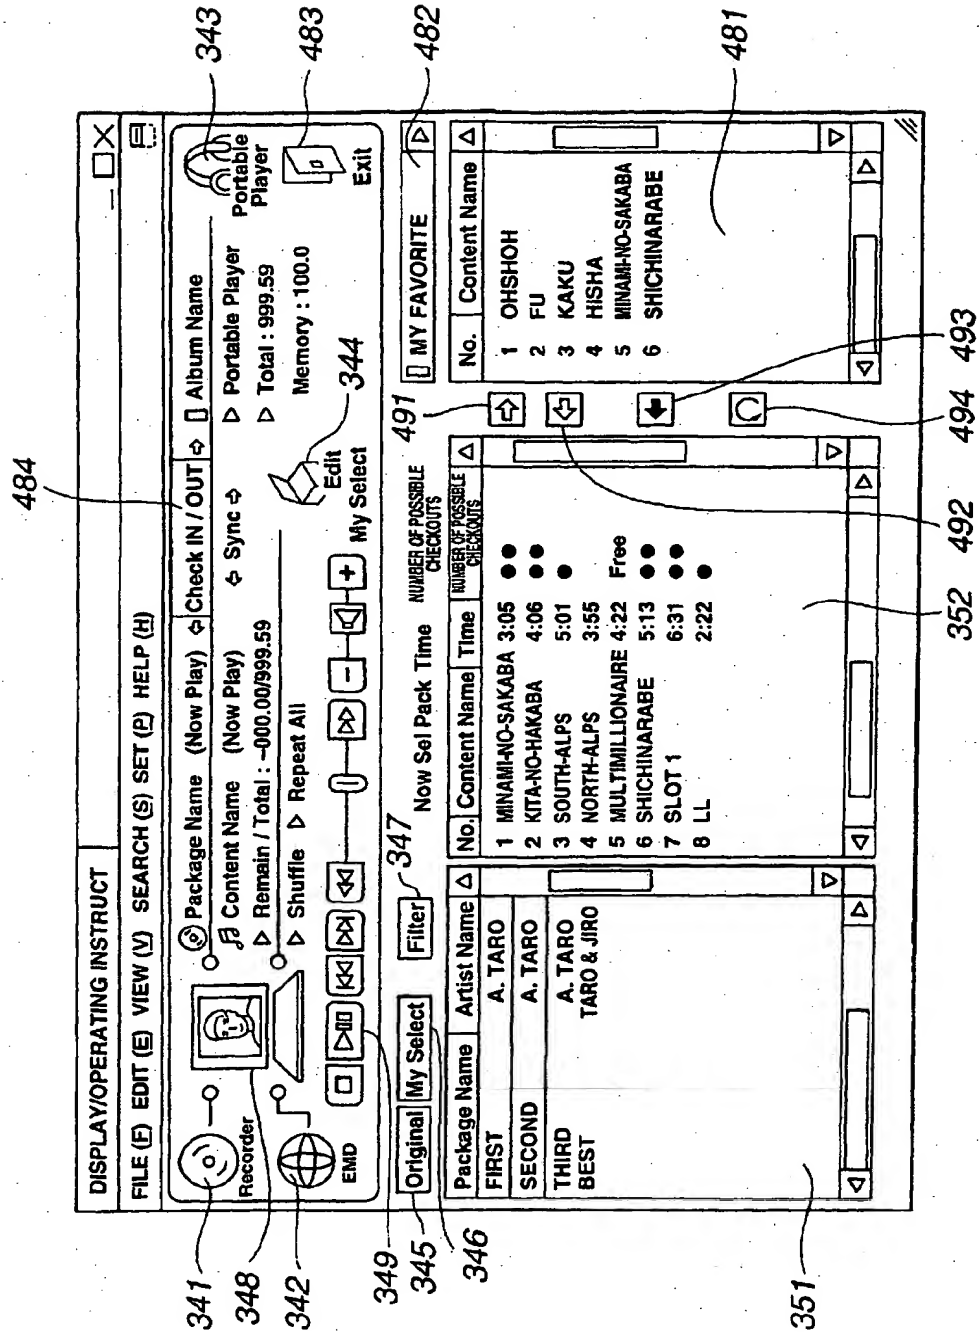 484
DISPLAY/OPERATING INSTRUCT
FILE (F) EDIT (E) VIEW (V) SEARCH (S) SET (P) HELP (H)
341
Recorder
348
342
EMD
Package Name (Now Play)
Check IN / OUT
Album Name
Content Name (Now Play)
Sync
Portable Player
Remain / Total : -000.00/999.59
Total : 999.59
Shuffle
Repeat All
Memory : 100.0
343
Portable
Player
483
Exit
344
Edit
My Select
349
345
Original
My Select
346
Filter
347
Now Sel Pack Time
NUMBER OF POSSIBLE
CHECKOUTS
MY FAVORITE
482
Package Name Artist Name
FIRST A. TARO
SECOND A. TARO
THIRD A. TARO
BEST TARO & JIRO
351
No. Content Name Time NUMBER OF POSSIBLE
CHECKOUTS
1 MINAMI-NO-SAKABA 3:05 ●●
2 KITA-NO-HAKABA 4:06 ●●
3 SOUTH-ALPS 5:01 ●
4 NORTH-ALPS 3:55
5 MULTIMILLIONAIRE 4:22 Free
6 SHICHINARABE 5:13 ●●
7 SLOT 1 6:31 ●●
8 LL 2:22 ●
352
491
492
493
494
No. Content Name
1 OHSHOH
2 FU
3 KAKU
4 HISHA
5 MINAMI-NO-SAKABA
6 SHICHINARABE
481